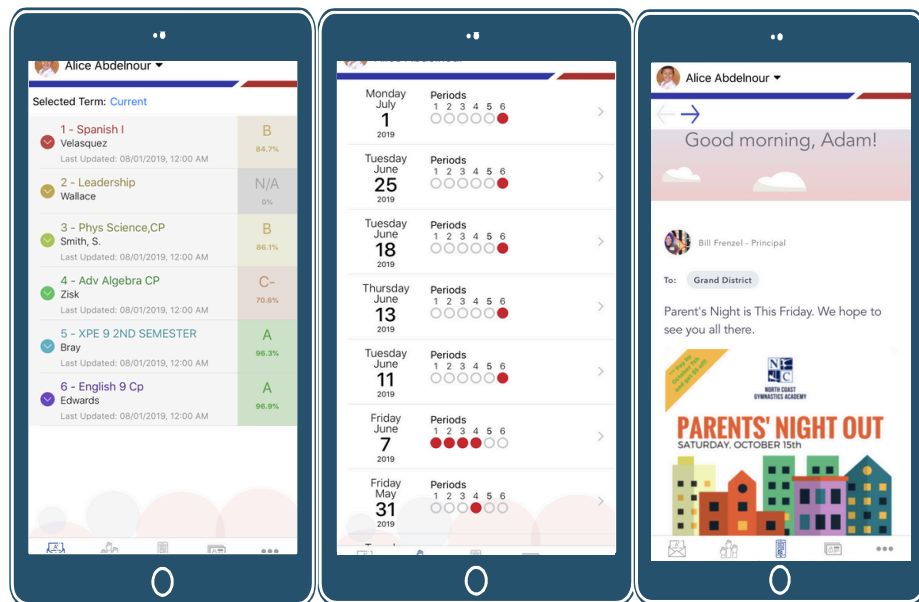 Alice Abdelnour
Selected Term: Current
1 - Spanish I
Velasquez
Last Updated: 08/01/2019, 12:00 AM
B
84.7%
2 - Leadership
Wallace
N/A
0%
3 - Phys Science,CP
Smith, S.
Last Updated: 08/01/2019, 12:00 AM
B
86.1%
4 - Adv Algebra CP
Zisk
Last Updated: 08/01/2019, 12:00 AM
C-
70.6%
5 - XPE 9 2ND SEMESTER
Bray
Last Updated: 08/01/2019, 12:00 AM
A
96.3%
6 - English 9 Cp
Edwards
Last Updated: 08/01/2019, 12:00 AM
A
96.9%
Monday
July
1
2019
Periods
1 2 3 4 5 6
Tuesday
June
25
2019
Periods
1 2 3 4 5 6
Tuesday
June
18
2019
Periods
1 2 3 4 5 6
Thursday
June
13
2019
Periods
1 2 3 4 5 6
Tuesday
June
11
2019
Periods
1 2 3 4 5 6
Friday
June
7
2019
Periods
1 2 3 4 5 6
Friday
May
31
2019
Periods
1 2 3 4 5 6
Alice Abdelnour
Good morning, Adam!
Bill Frenzel - Principal
To: Grand District
Parent's Night is This Friday. We hope to
see you all there.
pay by
October 7th
and get $5 off!
N C
NORTH COAST
GYMNASTICS ACADEMY
PARENTS' NIGHT OUT
SATURDAY, OCTOBER 15th